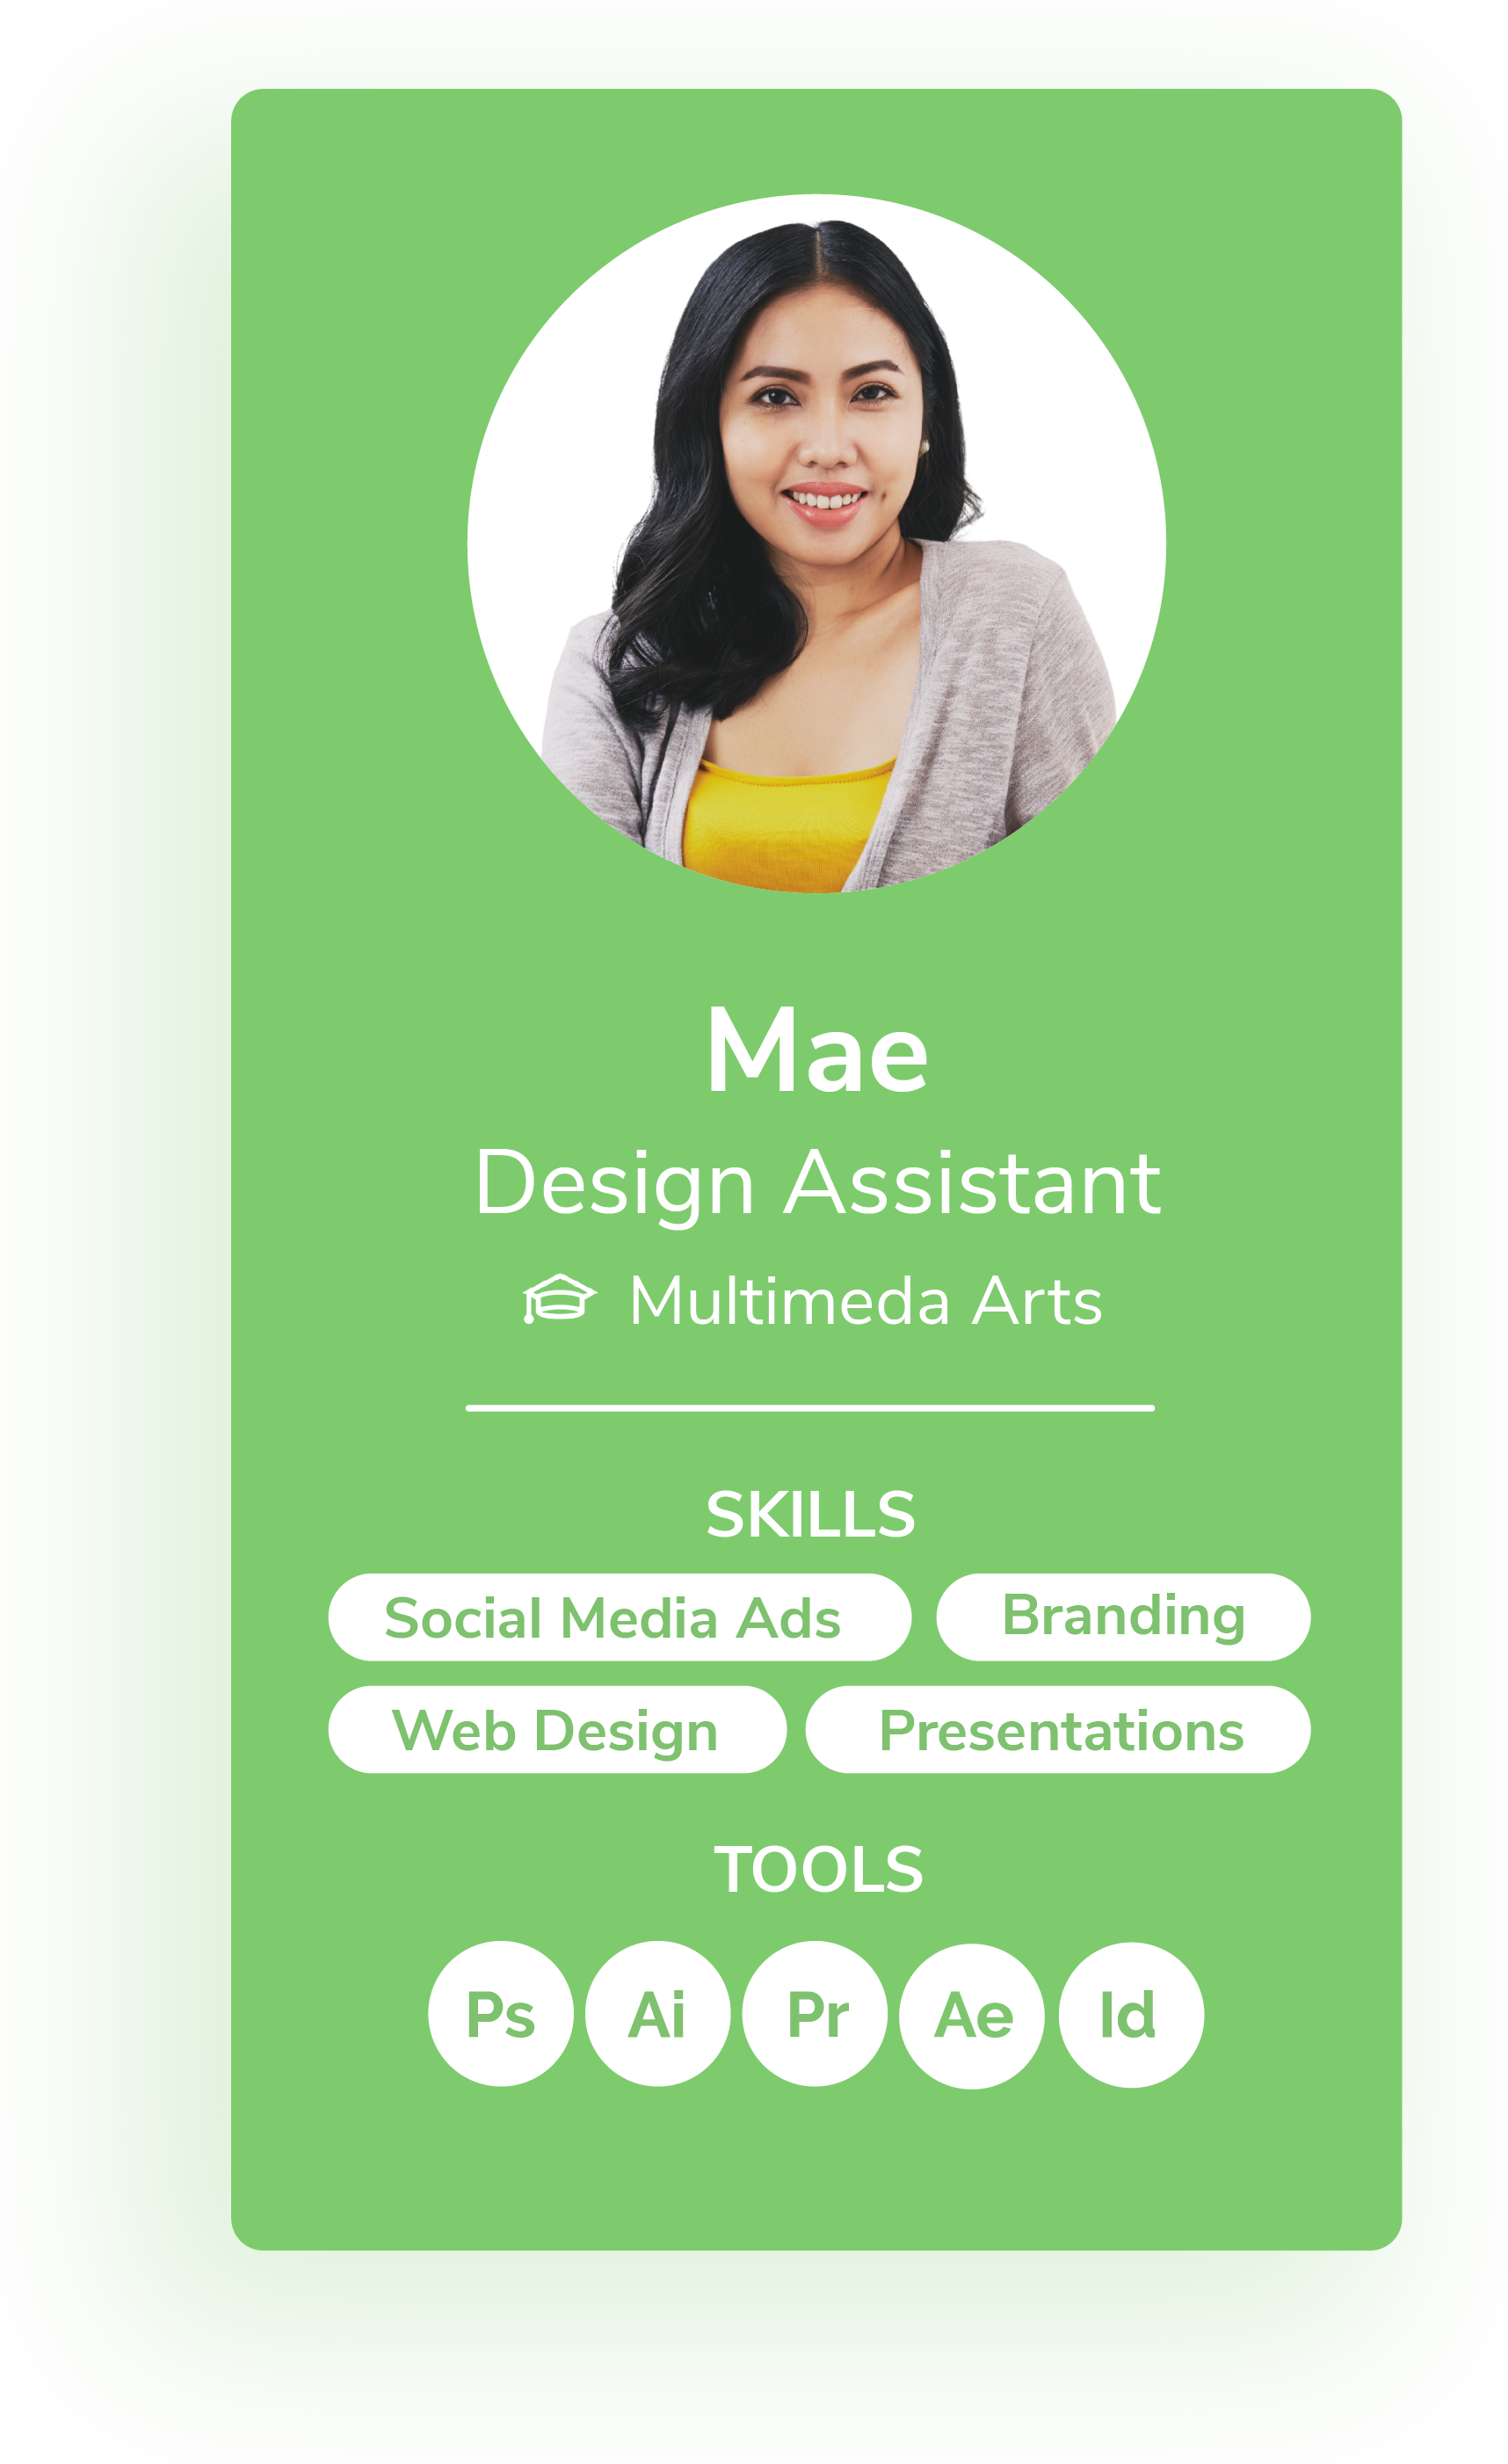 Mae
Design Assistant
Multimeda Arts
SKILLS
Social Media Ads Branding
Web Design Presentations
TOOLS
Ps Ai Pr Ae Id